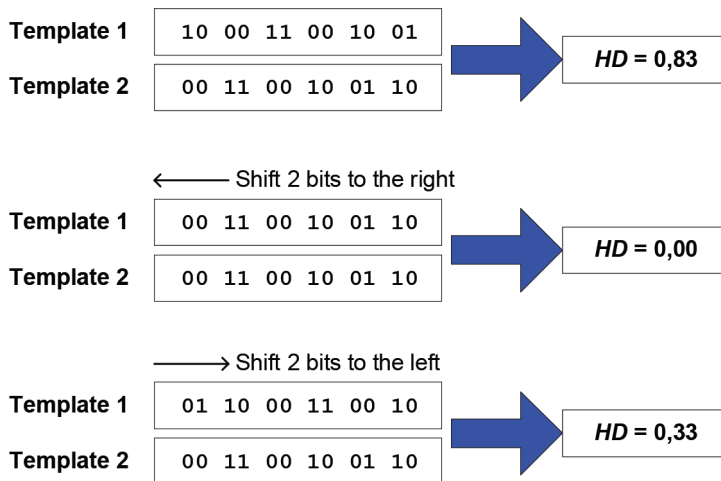 Template 1 10 00 11 00 10 01
HD = 0,83
Template 2 00 11 00 10 01 10
Shift 2 bits to the right
Template 1 00 11 00 10 01 10
HD = 0,00
Template 2 00 11 00 10 01 10
Shift 2 bits to the left
Template 1 01 10 00 11 00 10
HD = 0,33
Template 2 00 11 00 10 01 10